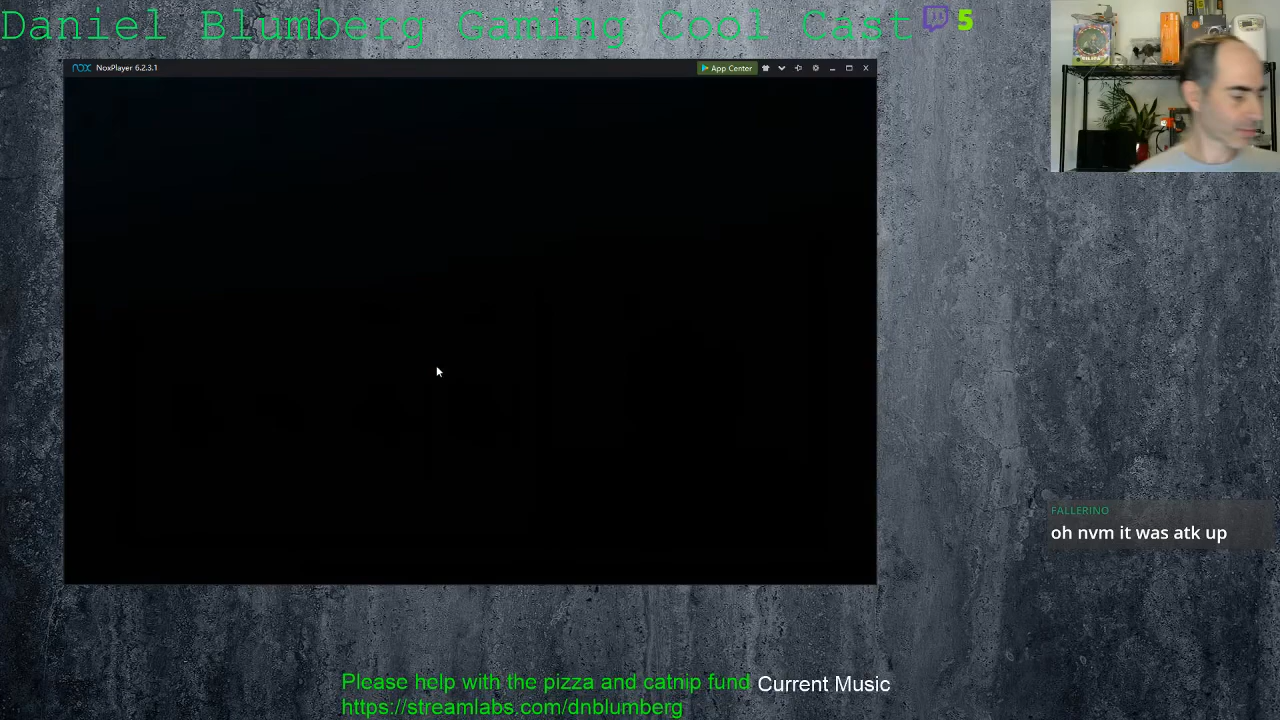 Daniel Blumberg Gaming Cool Cast 5
nox NoxPlayer 6.2.3.1
App Center
FALLERINO
oh nvm it was atk up
Please help with the pizza and catnip fund
Current Music
https://streamlabs.com/dnblumberg